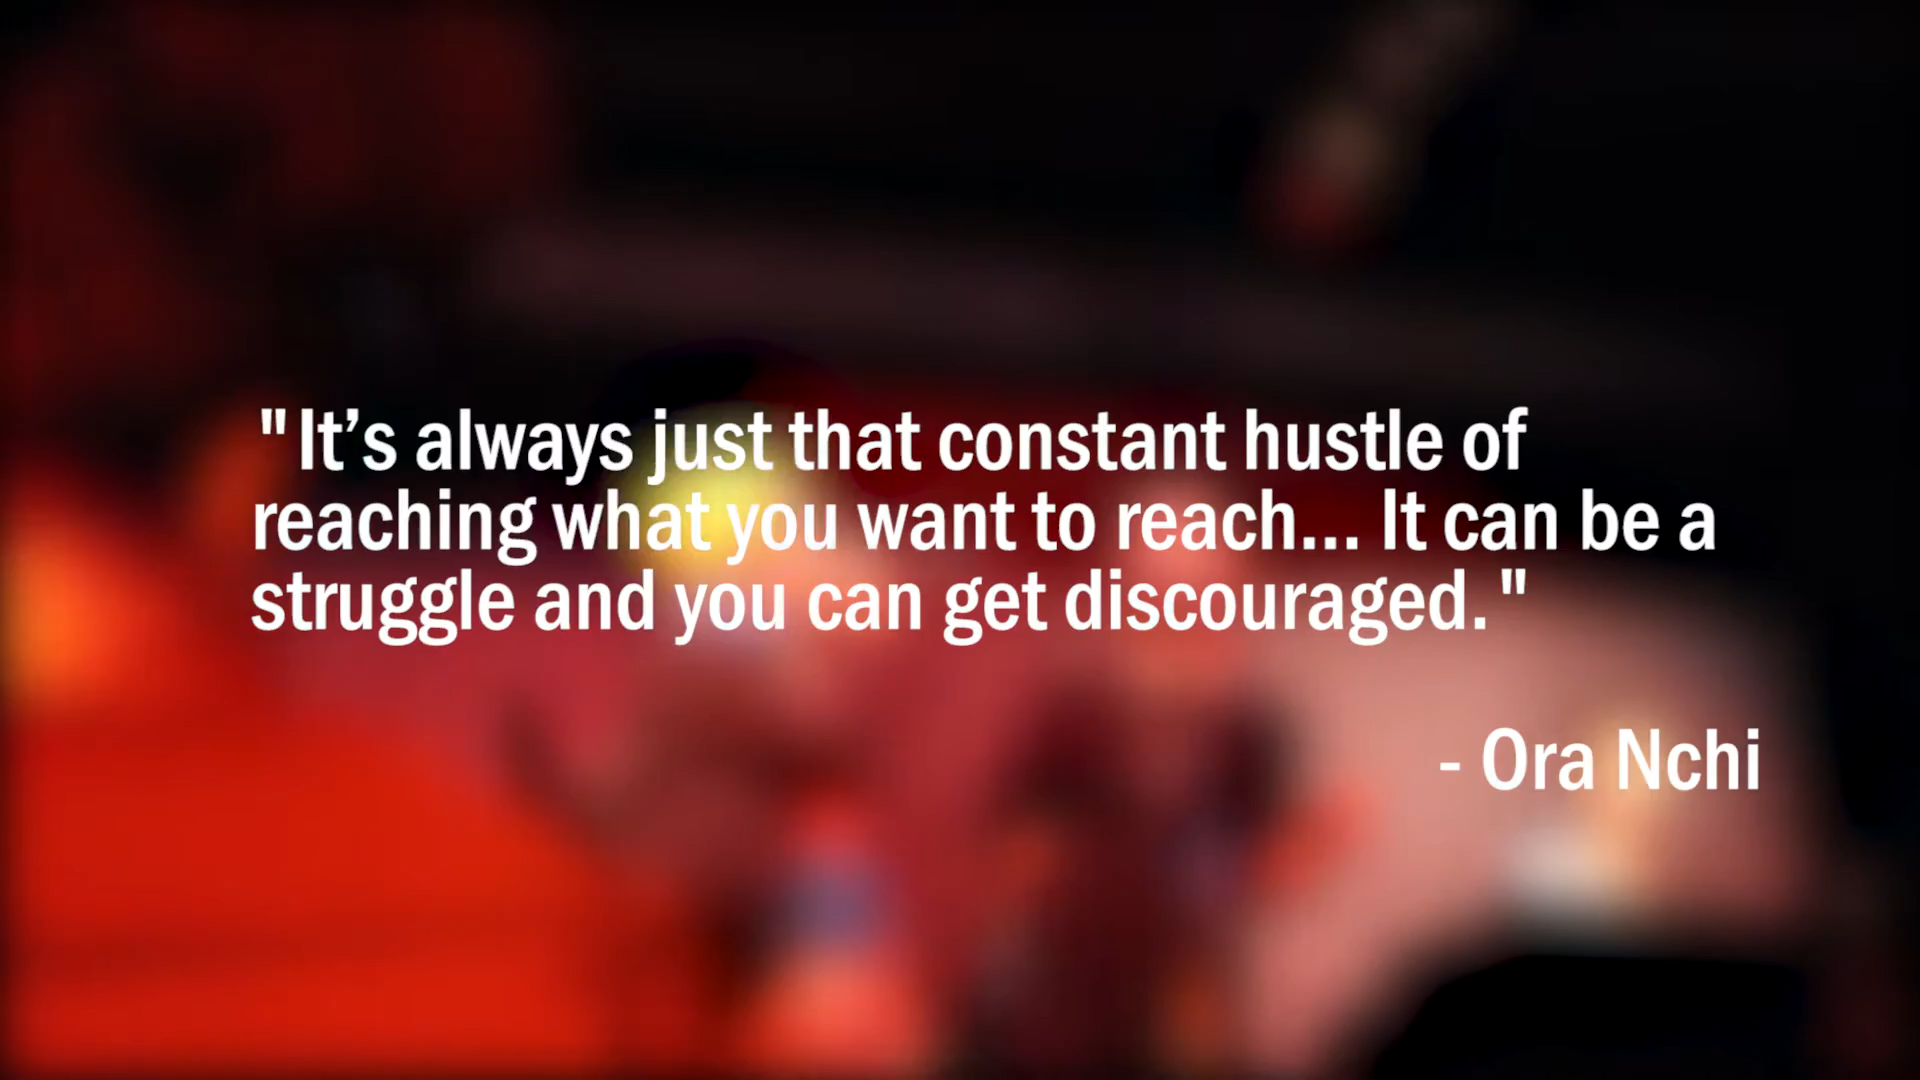 "It’s always just that constant hustle of
reaching what you want to reach... It can be a
struggle and you can get discouraged."
- Ora Nchi